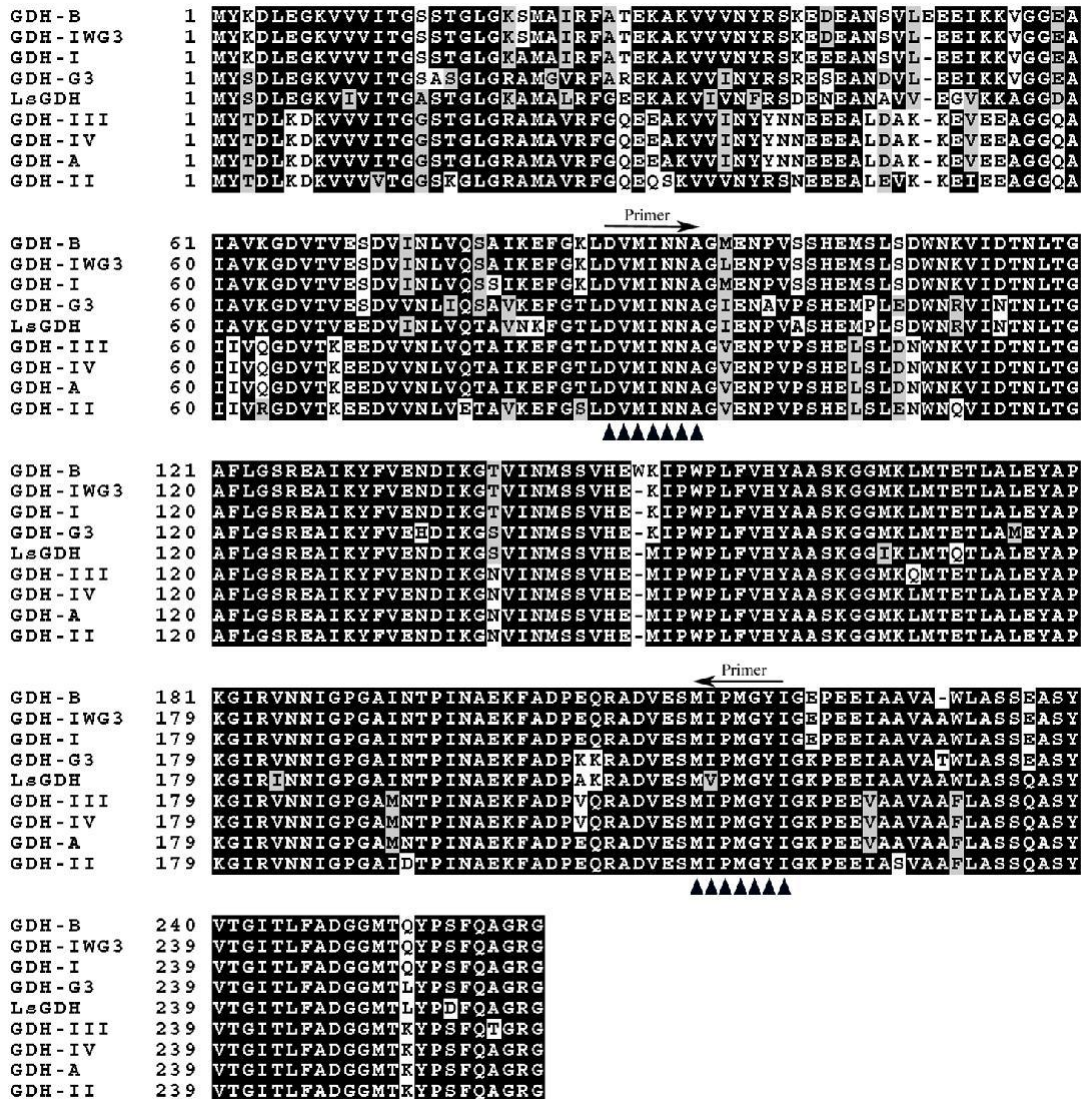 GDH-B 1 MYKDLEGKVVVITGSSTGLGKSMAIRFATEKAKVVVNYRSKEDEANSVLEEEIKKVGGEA
GDH-IWG3 1 MYKDLEGKVVVITGSSTGLGKSMAIRFATEKAKVVVNYRSKEDEANSVL-EEIKKVGGEA
GDH-I 1 MYKDLEGKVVVITGSSTGLGKAMAIRFATEKAKVVVNYRSKEEEANSVL-EEIKKVGGEA
GDH-G3 1 MYSDLEGKVVVITGSASGLGRAMGVRFAREKAKVVINYRSRESEANDVL-EEIKKVGGEA
LsGDH 1 MYSDLEGKVIVITGASTGLGKAMALRFGEEKAKVIVNFRSDENEANAVV-EGVKKAGGDA
GDH-III 1 MYTDLKDKVVVITGGSTGLGRAMAVRFGQEEAKVVINYYNNEEEALDAK-KEVEEAGGQA
GDH-IV 1 MYTDLKDKVVVITGGSTGLGRAMAVRFGQEEAKVVINYYNNEEEALDAK-KEVEEAGGQA
GDH-A 1 MYTDLKDKVVVITGGSTGLGRAMAVRFGQEEAKVVINYYNNEEEALDAK-KEVEEAGGQA
GDH-II 1 MYTDLKDKVVVVTGGSKGLGRAMAVRFGQEQSKVVVNYRSNEEEALEVK-KEIEEAGGQA
Primer
GDH-B 61 IAVKGDVTVESDVINLVQSAIKEFGKLDVMINNAGMENPVSSHEMSLSDWNKVIDTNLTG
GDH-IWG3 60 IAVKGDVTVESDVINLVQSAIKEFGKLDVMINNAGLENPVSSHEMSLSDWNKVIDTNLTG
GDH-I 60 IAVKGDVTVESDVINLVQSSIKEFGKLDVMINNAGMENPVSSHEMSLSDWNKVIDTNLTG
GDH-G3 60 IAVKGDVTVESDVVNLIQSAVKEFGTLDVMINNAGIENAVPSHEMPLEDWNRVINTNLTG
LsGDH 60 IAVKGDVTVEEDVINLVQTAVNKFGTLDVMINNAGIENPVASHEMPLSDWNRVINTNLTG
GDH-III 60 IIVQGDVTKEEDVVNLVQTAIKEFGTLDVMINNAGVENPVPSHELSLDNWNKVIDTNLTG
GDH-IV 60 IIVQGDVTKEEDVVNLVQTAIKEFGTLDVMINNAGVENPVPSHELSLDNWNKVIDTNLTG
GDH-A 60 IIVQGDVTKEEDVVNLVQTAIKEFGTLDVMINNAGVENPVPSHELSLDNWNKVIDTNLTG
GDH-II 60 IIVRGDVTKEEDVVNLVETAVKEFGSLDVMINNAGVENPVPSHELSLENWNQVIDTNLTG
GDH-B 121 AFLGSREAIKYFVENDIKGTVINMSSVHEWKIPWPLFVHYAASKGGMKLMTETLALEYAP
GDH-IWG3 120 AFLGSREAIKYFVENDIKGTVINMSSVHE-KIPWPLFVHYAASKGGMKLMTETLALEYAP
GDH-I 120 AFLGSREAIKYFVENDIKGTVINMSSVHE-KIPWPLFVHYAASKGGMKLMTETLALEYAP
GDH-G3 120 AFLGSREAIKYFVEHDIKGSVINMSSVHE-KIPWPLFVHYAASKGGMKLMTETLAMEYAP
LsGDH 120 AFLGSREAIKYFVENDIKGSVINMSSVHE-MIPWPLFVHYAASKGGIKLMTQTLALEYAP
GDH-III 120 AFLGSREAIKYFVENDIKGNVINMSSVHE-MIPWPLFVHYAASKGGMKQMTETLALEYAP
GDH-IV 120 AFLGSREAIKYFVENDIKGNVINMSSVHE-MIPWPLFVHYAASKGGMKLMTETLALEYAP
GDH-A 120 AFLGSREAIKYFVENDIKGNVINMSSVHE-MIPWPLFVHYAASKGGMKLMTETLALEYAP
GDH-II 120 AFLGSREAIKYFVENDIKGNVINMSSVHE-MIPWPLFVHYAASKGGMKLMTETLALEYAP
Primer
GDH-B 181 KGIRVNNIGPGAINTPINAEKFADPEQRADVESMIPMGYIGEPEEIAAVA-WLASSEASY
GDH-IWG3 179 KGIRVNNIGPGAINTPINAEKFADPEQRADVESMIPMGYIGEPEEIAAVAAWLASSEASY
GDH-I 179 KGIRVNNIGPGAINTPINAEKFADPEQRADVESMIPMGYIGEPEEIAAVAAWLASSEASY
GDH-G3 179 KGIRVNNIGPGAINTPINAEKFADPKKRADVESMIPMGYIGKPEEIAAVATWLASSEASY
LsGDH 179 KGIRINNIGPGAINTPINAEKFADPAKRADVESMVPMGYIGKPEEIAAVAAWLASSQASY
GDH-III 179 KGIRVNNIGPGAMNTPINAEKFADPVQRADVESMIPMGYIGKPEEVAAVAAFLASSQASY
GDH-IV 179 KGIRVNNIGPGAMNTPINAEKFADPVQRADVESMIPMGYIGKPEEVAAVAAFLASSQASY
GDH-A 179 KGIRVNNIGPGAMNTPINAEKFADPEQRADVESMIPMGYIGKPEEVAAVAAFLASSQASY
GDH-II 179 KGIRVNNIGPGAIDTPINAEKFADPEQRADVESMIPMGYIGKPEEIASVAAFLASSQASY
GDH-B 240 VTGITLFADGGMTQYPSFQAGRG
GDH-IWG3 239 VTGITLFADGGMTQYPSFQAGRG
GDH-I 239 VTGITLFADGGMTQYPSFQAGRG
GDH-G3 239 VTGITLFADGGMTLYPSFQAGRG
LsGDH 239 VTGITLFADGGMTLYPDFQAGRG
GDH-III 239 VTGITLFADGGMTKYPSFQTGRG
GDH-IV 239 VTGITLFADGGMTKYPSFQAGRG
GDH-A 239 VTGITLFADGGMTKYPSFQAGRG
GDH-II 239 VTGITLFADGGMTKYPSFQAGRG